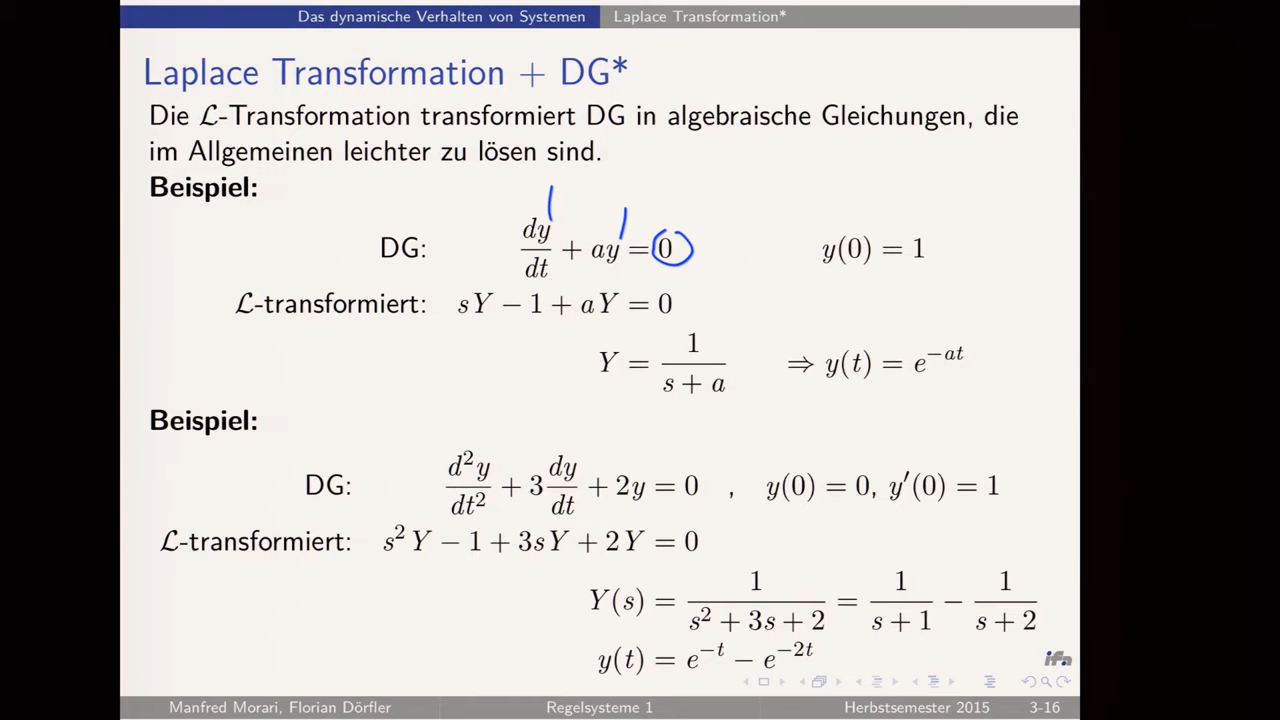 Das dynamische Verhalten von Systemen Laplace Transformation*
Laplace Transformation + DG*
Die ℒ-Transformation transformiert DG in algebraische Gleichungen, die
im Allgemeinen leichter zu lösen sind.
Beispiel:
DG: dy/dt + ay = 0 y(0) = 1
ℒ-transformiert: sY − 1 + aY = 0
Y = 1/(s + a) ⇒ y(t) = e^{−at}
Beispiel:
DG: d²y/dt² + 3 dy/dt + 2y = 0 , y(0) = 0, y′(0) = 1
ℒ-transformiert: s²Y − 1 + 3sY + 2Y = 0
Y(s) = 1/(s² + 3s + 2) = 1/(s + 1) − 1/(s + 2)
y(t) = e^{−t} − e^{−2t}
ifa
Manfred Morari, Florian Dörfler Regelsysteme 1 Herbstsemester 2015 3-16